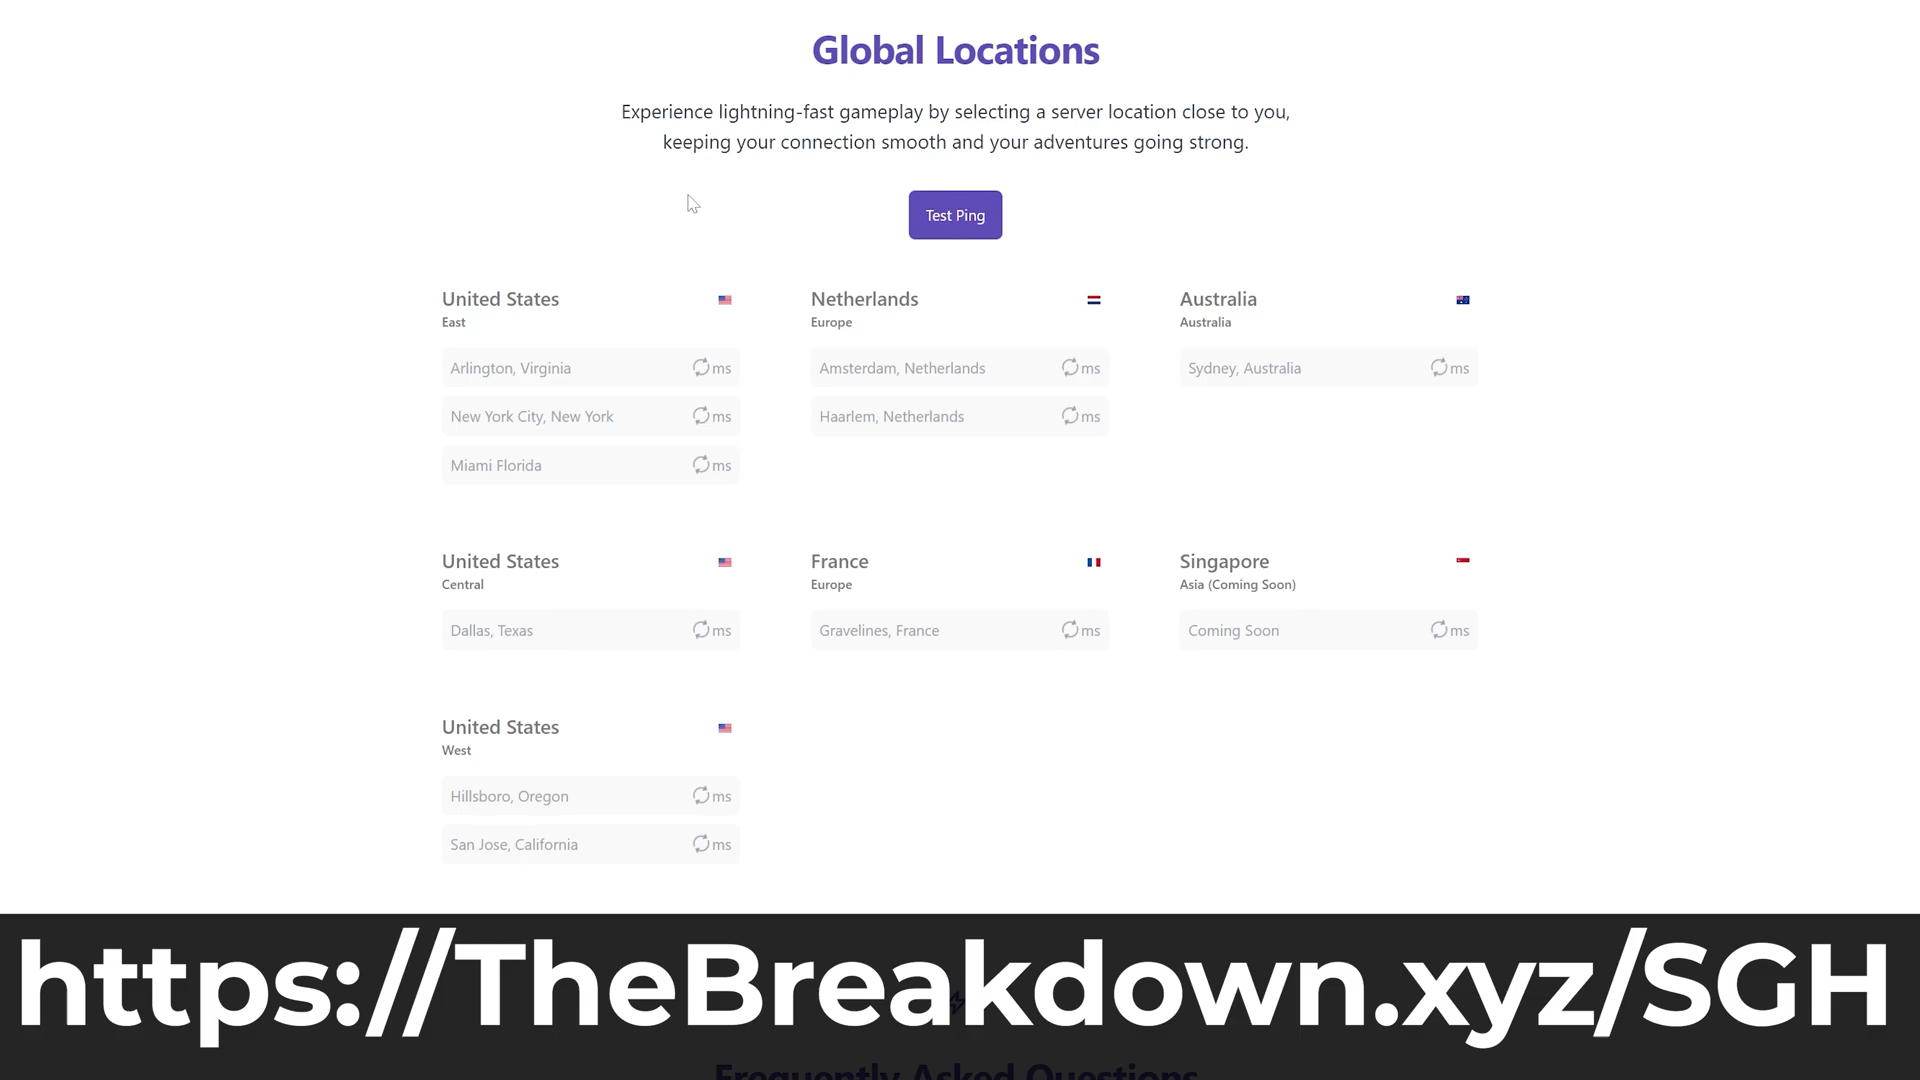 Global Locations
Experience lightning-fast gameplay by selecting a server location close to you,
keeping your connection smooth and your adventures going strong.
Test Ping
United States
East
Arlington, Virginia ms
New York City, New York ms
Miami Florida ms
Netherlands
Europe
Amsterdam, Netherlands ms
Haarlem, Netherlands ms
Australia
Australia
Sydney, Australia ms
United States
Central
Dallas, Texas ms
France
Europe
Gravelines, France ms
Singapore
Asia (Coming Soon)
Coming Soon ms
United States
West
Hillsboro, Oregon ms
San Jose, California ms
https://TheBreakdown.xyz/SGH
Frequently Asked Questions